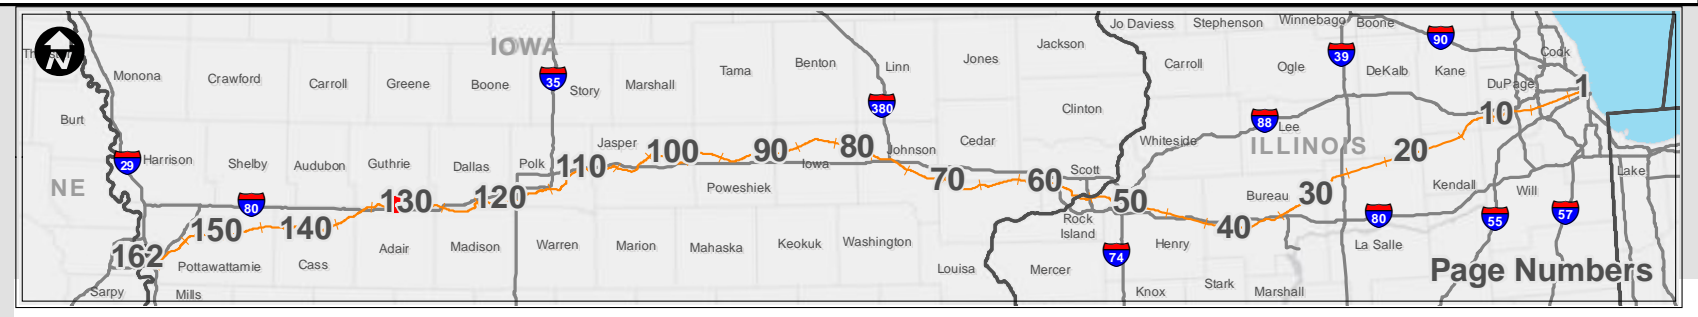 Jo Daviess Stephenson Winnebago Boone
IOWA Jackson 39 90 Cook
N
Monona Crawford Carroll Greene Boone 35 Story Marshall Tama Benton Linn Jones Carroll Ogle DeKalb Kane DuPage 1
Burt 380 Clinton 88 Lee 10
29 Harrison Shelby Audubon Guthrie Dallas Polk 110 Jasper 100 90 80 Johnson Cedar Whiteside ILLINOIS 20
NE 80 130 120 Poweshiek Iowa 70 60 Scott 50 Bureau 30 Kendall Will Lake
162 150 140 Rock Island 40 80 55 57
Pottawattamie Cass Adair Madison Warren Marion Mahaska Keokuk Washington Louisa Mercer 74 Henry La Salle
Sarpy Mills Knox Stark Marshall Page Numbers